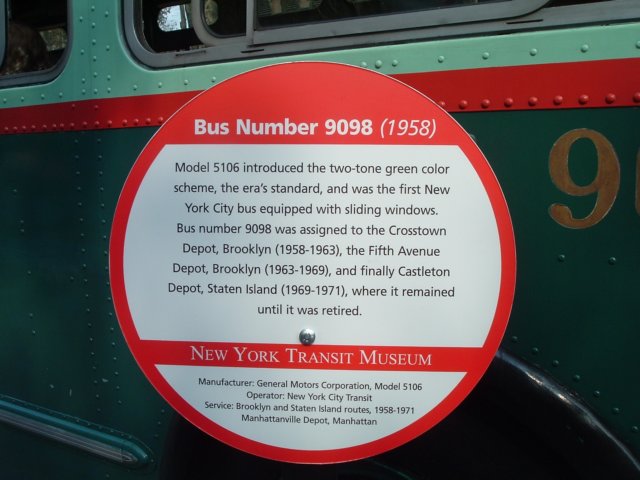 Bus Number 9098 (1958)
Model 5106 introduced the two-tone green color
scheme, the era's standard, and was the first New
York City bus equipped with sliding windows.
Bus number 9098 was assigned to the Crosstown
Depot, Brooklyn (1958-1963), the Fifth Avenue
Depot, Brooklyn (1963-1969), and finally Castleton
Depot, Staten Island (1969-1971), where it remained
until it was retired.
NEW YORK TRANSIT MUSEUM
Manufacturer: General Motors Corporation, Model 5106
Operator: New York City Transit
Service: Brooklyn and Staten Island routes, 1958-1971
Manhattanville Depot, Manhattan